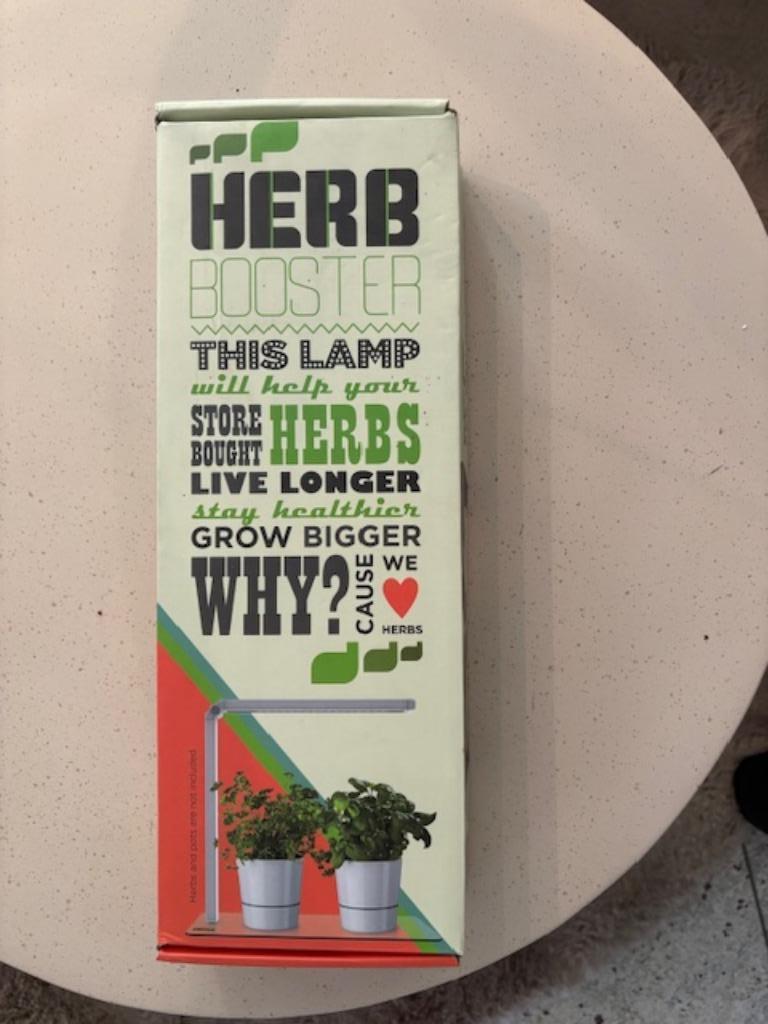 HERB
BOOSTER
THIS LAMP
will help your
STORE BOUGHT HERBS
LIVE LONGER
stay healthier
GROW BIGGER
WHY? CAUSE WE
HERBS
Herbs and pots are not included